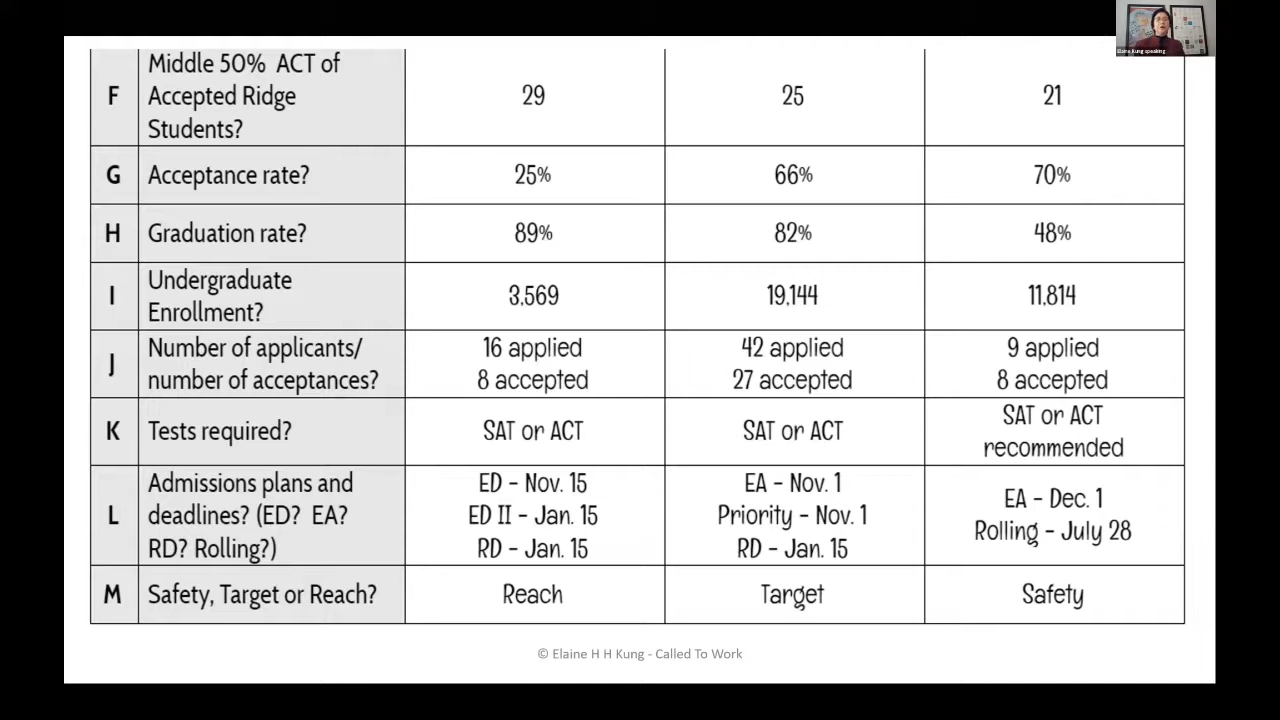 Elaine Kung speaking
Middle 50% ACT of
Accepted Ridge
Students?
F
29
25
21
G
Acceptance rate?
25%
66%
70%
H
Graduation rate?
89%
82%
48%
I
Undergraduate
Enrollment?
3,569
19,144
11,814
J
Number of applicants/
number of acceptances?
16 applied
8 accepted
42 applied
27 accepted
9 applied
8 accepted
K
Tests required?
SAT or ACT
SAT or ACT
SAT or ACT
recommended
L
Admissions plans and
deadlines? (ED? EA?
RD? Rolling?)
ED - Nov. 15
ED II - Jan. 15
RD - Jan. 15
EA - Nov. 1
Priority - Nov. 1
RD - Jan. 15
EA - Dec. 1
Rolling - July 28
M
Safety, Target or Reach?
Reach
Target
Safety
© Elaine H H Kung - Called To Work